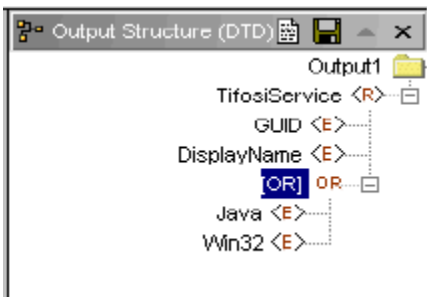 Output Structure (DTD)
Output1
TifosiService <R>
GUID <E>
DisplayName <E>
[OR] OR
Java <E>
Win32 <E>